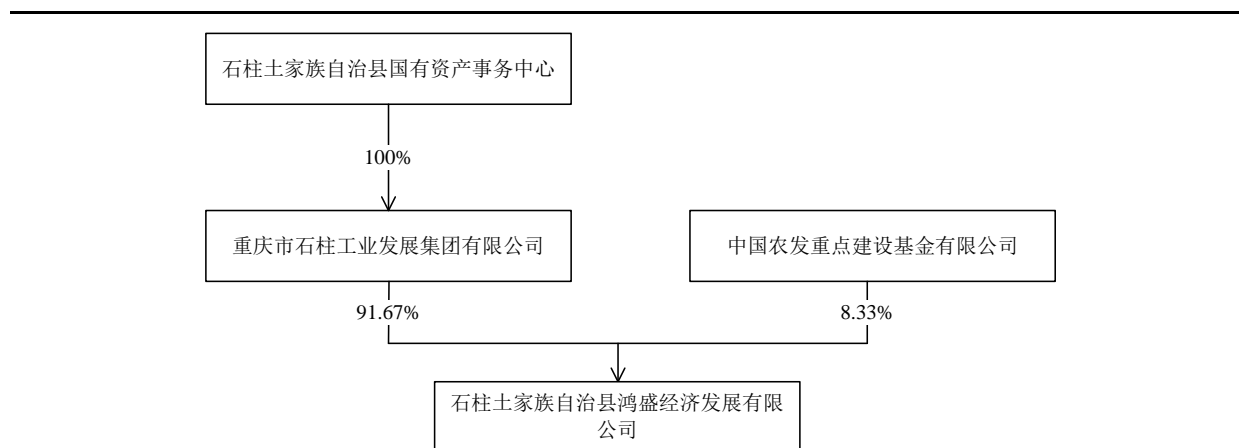 石柱土家族自治县国有资产事务中心
100%
重庆市石柱工业发展集团有限公司
中国农发重点建设基金有限公司
91.67%
8.33%
石柱土家族自治县鸿盛经济发展有限
公司